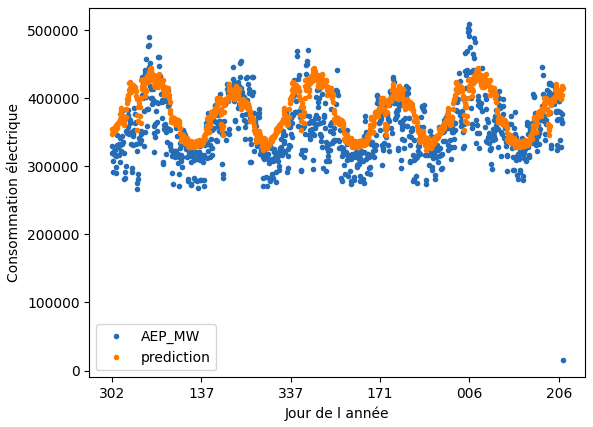 500000
400000
300000
200000
100000
0
Consommation électrique
AEP_MW
prediction
302 137 337 171 006 206
Jour de l année